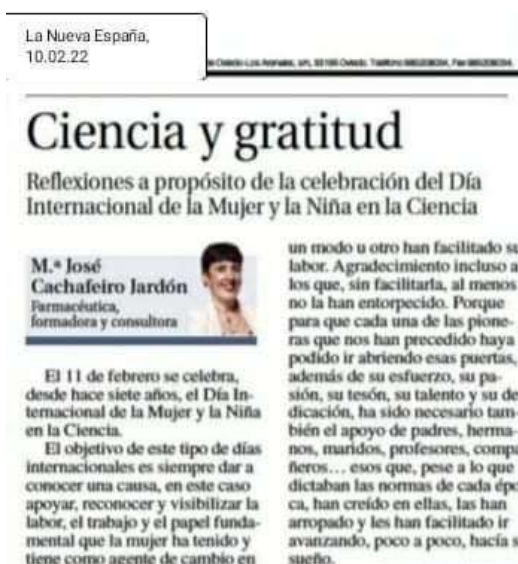 La Nueva España,
10.02.22
Ciencia y gratitud
Reflexiones a propósito de la celebración del Día
Internacional de la Mujer y la Niña en la Ciencia
M.ª José
Cachafeiro Jardón
Farmacéutica,
formadora y consultora
El 11 de febrero se celebra,
desde hace siete años, el Día In-
ternacional de la Mujer y la Niña
en la Ciencia.
El objetivo de este tipo de días
internacionales es siempre dar a
conocer una causa, en este caso
apoyar, reconocer y visibilizar la
labor, el trabajo y el papel funda-
mental que la mujer ha tenido y
tiene como agente de cambio en
un modo u otro han facilitado su
labor. Agradecimiento incluso a
los que, sin facilitarla, al menos
no la han entorpecido. Porque
para que cada una de las pione-
ras que nos han precedido haya
podido ir abriendo esas puertas,
además de su esfuerzo, su pa-
sión, su tesón, su talento y su de
dicación, ha sido necesario tam-
bién el apoyo de padres, herma-
nos, maridos, profesores, compa
ñeros... esos que, pese a lo que
dictaban las normas de cada épo
ca, han creído en ellas, las han
arropado y les han facilitado ir
avanzando, poco a poco, hacía s
sueño.